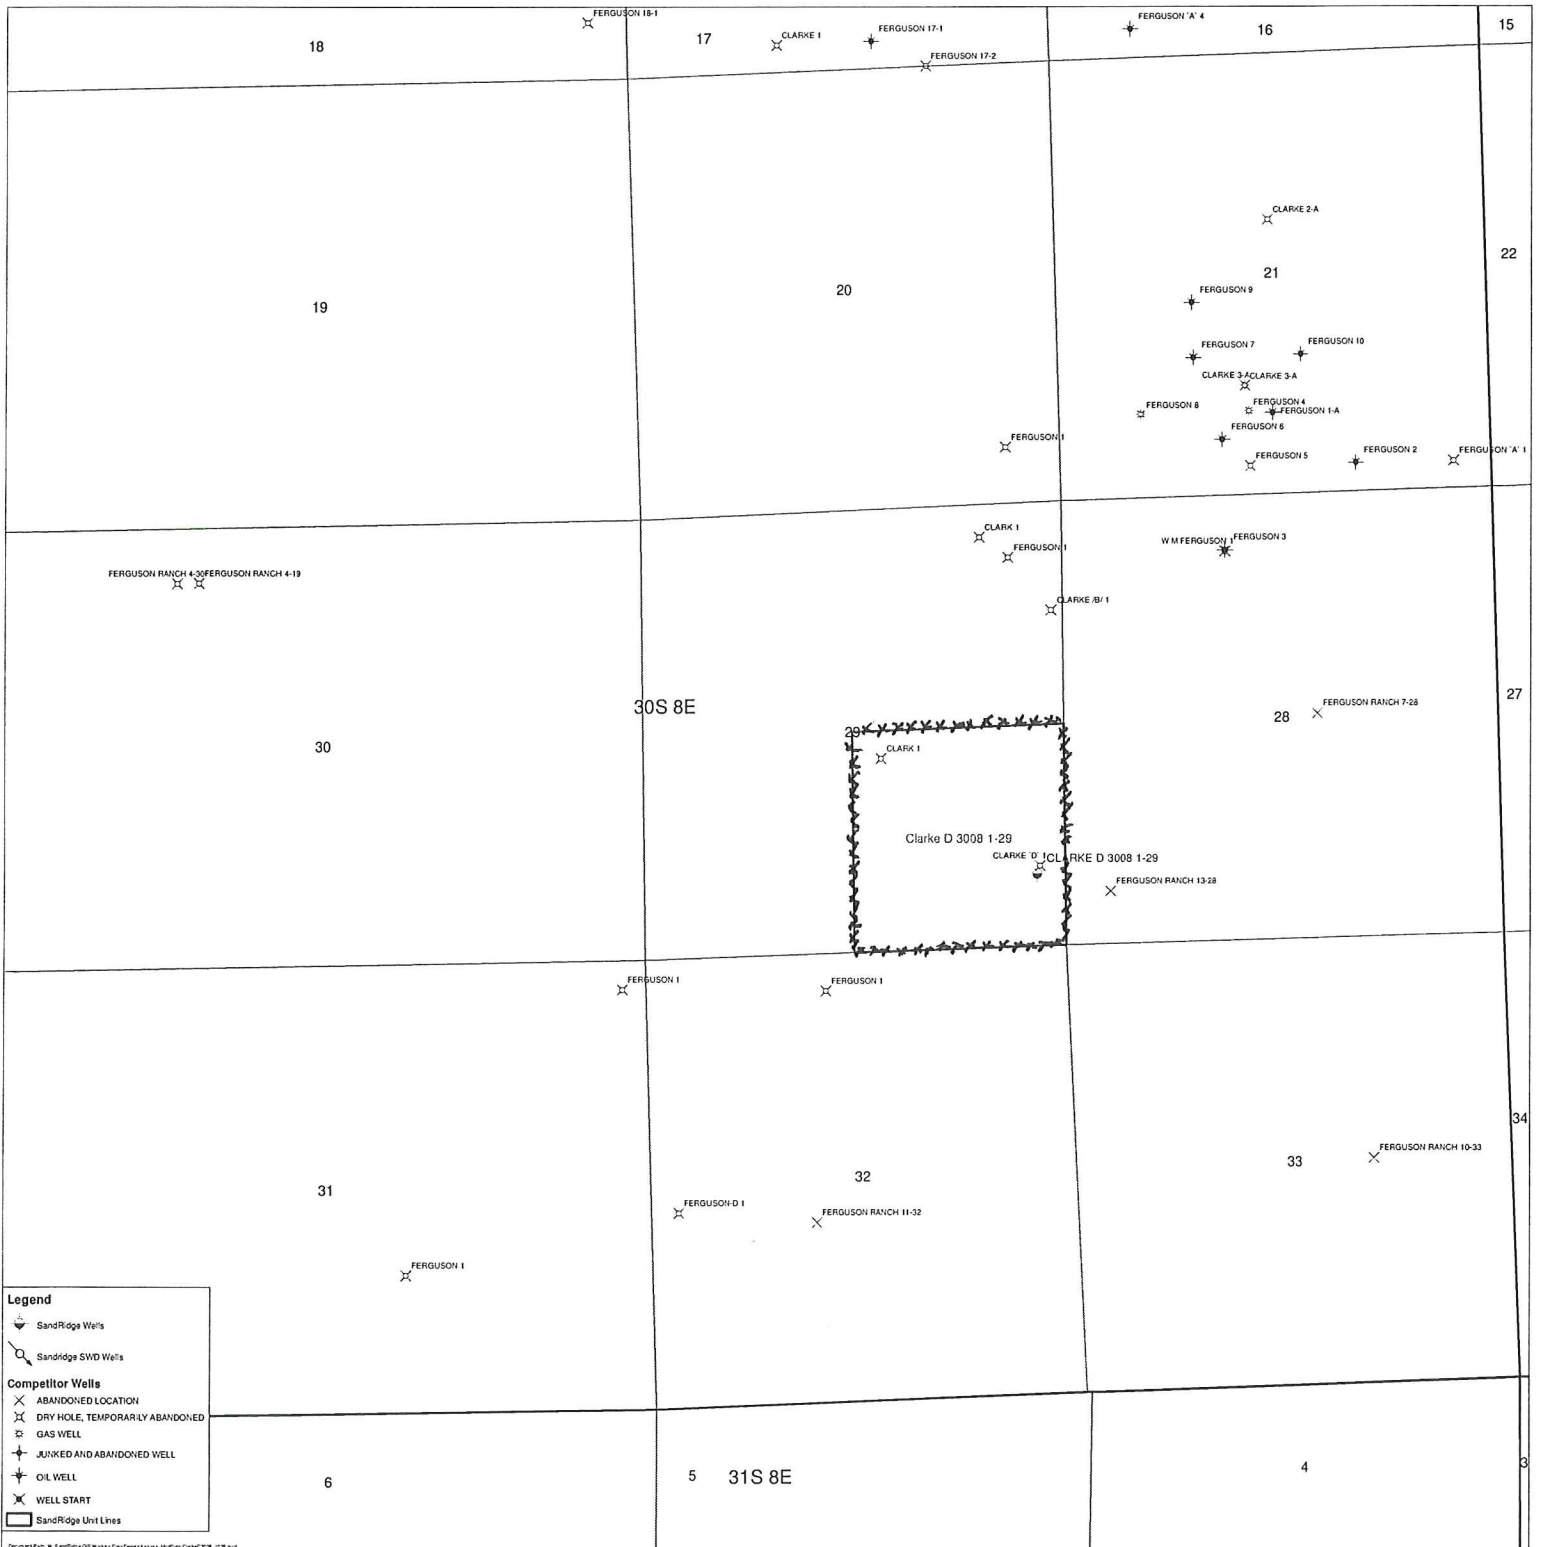 FERGUSON 18-1
18
17
CLARKE 1
FERGUSON 17-1
FERGUSON 17-2
FERGUSON 'A' 4
16
15
CLARKE 2-A
22
21
19
20
FERGUSON 9
FERGUSON 7
FERGUSON 10
CLARKE 3-A
CLARKE 3-A
FERGUSON 8
FERGUSON 4
FERGUSON 1-A
FERGUSON 6
FERGUSON 1
FERGUSON 5
FERGUSON 2
FERGUSON 'A' 1
CLARK 1
FERGUSON 1
W M FERGUSON 1
FERGUSON 3
FERGUSON RANCH 4-30
FERGUSON RANCH 4-19
CLARKE /B/ 1
30S 8E
27
FERGUSON RANCH 7-28
28
29
30
CLARK 1
Clarke D 3008 1-29
CLARKE 'D' 1
CLARKE D 3008 1-29
FERGUSON RANCH 13-28
FERGUSON 1
FERGUSON 1
34
FERGUSON RANCH 10-33
33
32
31
FERGUSON-D 1
FERGUSON RANCH 11-32
FERGUSON 1
Legend
SandRidge Wells
Sandridge SWD Wells
Competitor Wells
ABANDONED LOCATION
DRY HOLE, TEMPORARILY ABANDONED
GAS WELL
JUNKED AND ABANDONED WELL
OIL WELL
WELL START
SandRidge Unit Lines
6
5
31S 8E
4
3